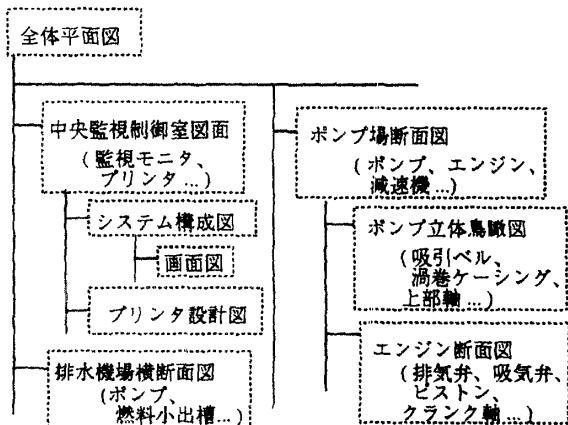 全体平面図
中央監視制御室図面
(監視モニタ、
プリンタ...)
システム構成図
画面図
プリンタ設計図
排水機場横断面図
(ポンプ、
燃料小出槽...)
ポンプ場断面図
(ポンプ、エンジン、
減速機...)
ポンプ立体鳥瞰図
(吸引ベル、
渦巻ケーシング、
上部軸...)
エンジン断面図
(排気弁、吸気弁、
ピストン、
クランク軸...)